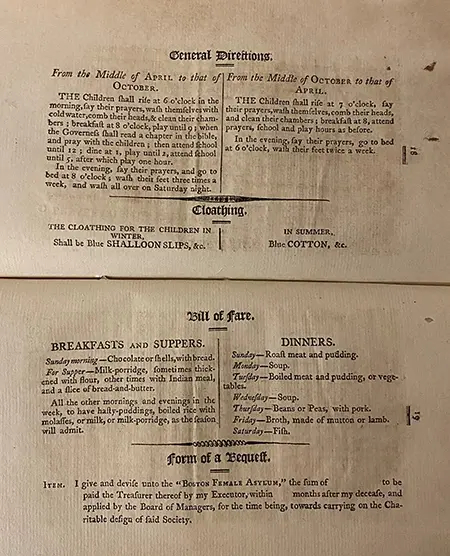 General Directions.
From the Middle of APRIL to that of
OCTOBER.
THE Children ſhall riſe at 6 o'clock in the
morning, ſay their prayers, waſh themſelves with
cold water, comb their heads, & clean their cham-
bers ; breakfaſt at 8 o'clock, play until 9 ; when
the Governeſs ſhall read a chapter in the bible,
and pray with the children ; then attend ſchool
until 12 ; dine at 1, play until 2, attend ſchool
until 5, after which play one hour.
In the evening, ſay their prayers, and go to
bed at 8 o'clock ; waſh their feet three times a
week, and waſh all over on Saturday night.
From the Middle of OCTOBER to that of
APRIL.
THE Children ſhall riſe at 7 o'clock, ſay
their prayers, waſh themſelves, comb their heads,
and clean their chambers ; breakfaſt at 8, attend
prayers, ſchool and play hours as before.
In the evening, ſay their prayers, go to bed
at 6 o'clock, waſh their feet twice a week.
18
Cloathing.
THE CLOATHING FOR THE CHILDREN IN
WINTER,
Shall be Blue SHALLOON SLIPS, &c.
IN SUMMER,
Blue COTTON, &c.
Bill of Fare.
BREAKFASTS AND SUPPERS.
Sunday morning—Chocolate or ſhells, with bread.
For Supper—Milk-porridge, ſometimes thick-
ened with flour, other times with Indian meal,
and a ſlice of bread-and-butter.
All the other mornings and evenings in the
week, to have haſty-puddings, boiled rice with
molaſſes, or milk, or milk-porridge, as the ſeaſon
will admit.
DINNERS.
Sunday—Roaſt meat and pudding.
Monday—Soup.
Tueſday—Boiled meat and pudding, or vege-
tables.
Wedneſday—Soup.
Thurſday—Beans or Peas, with pork.
Friday—Broth, made of mutton or lamb.
Saturday—Fiſh.
19
Form of a Bequeſt.
ITEM. I give and deviſe unto the "BOSTON FEMALE ASYLUM," the ſum of to be
paid the Treaſurer thereof by my Executor, within months after my deceaſe, and
applied by the Board of Managers, for the time being, towards carrying on the Cha-
ritable deſign of ſaid Society.